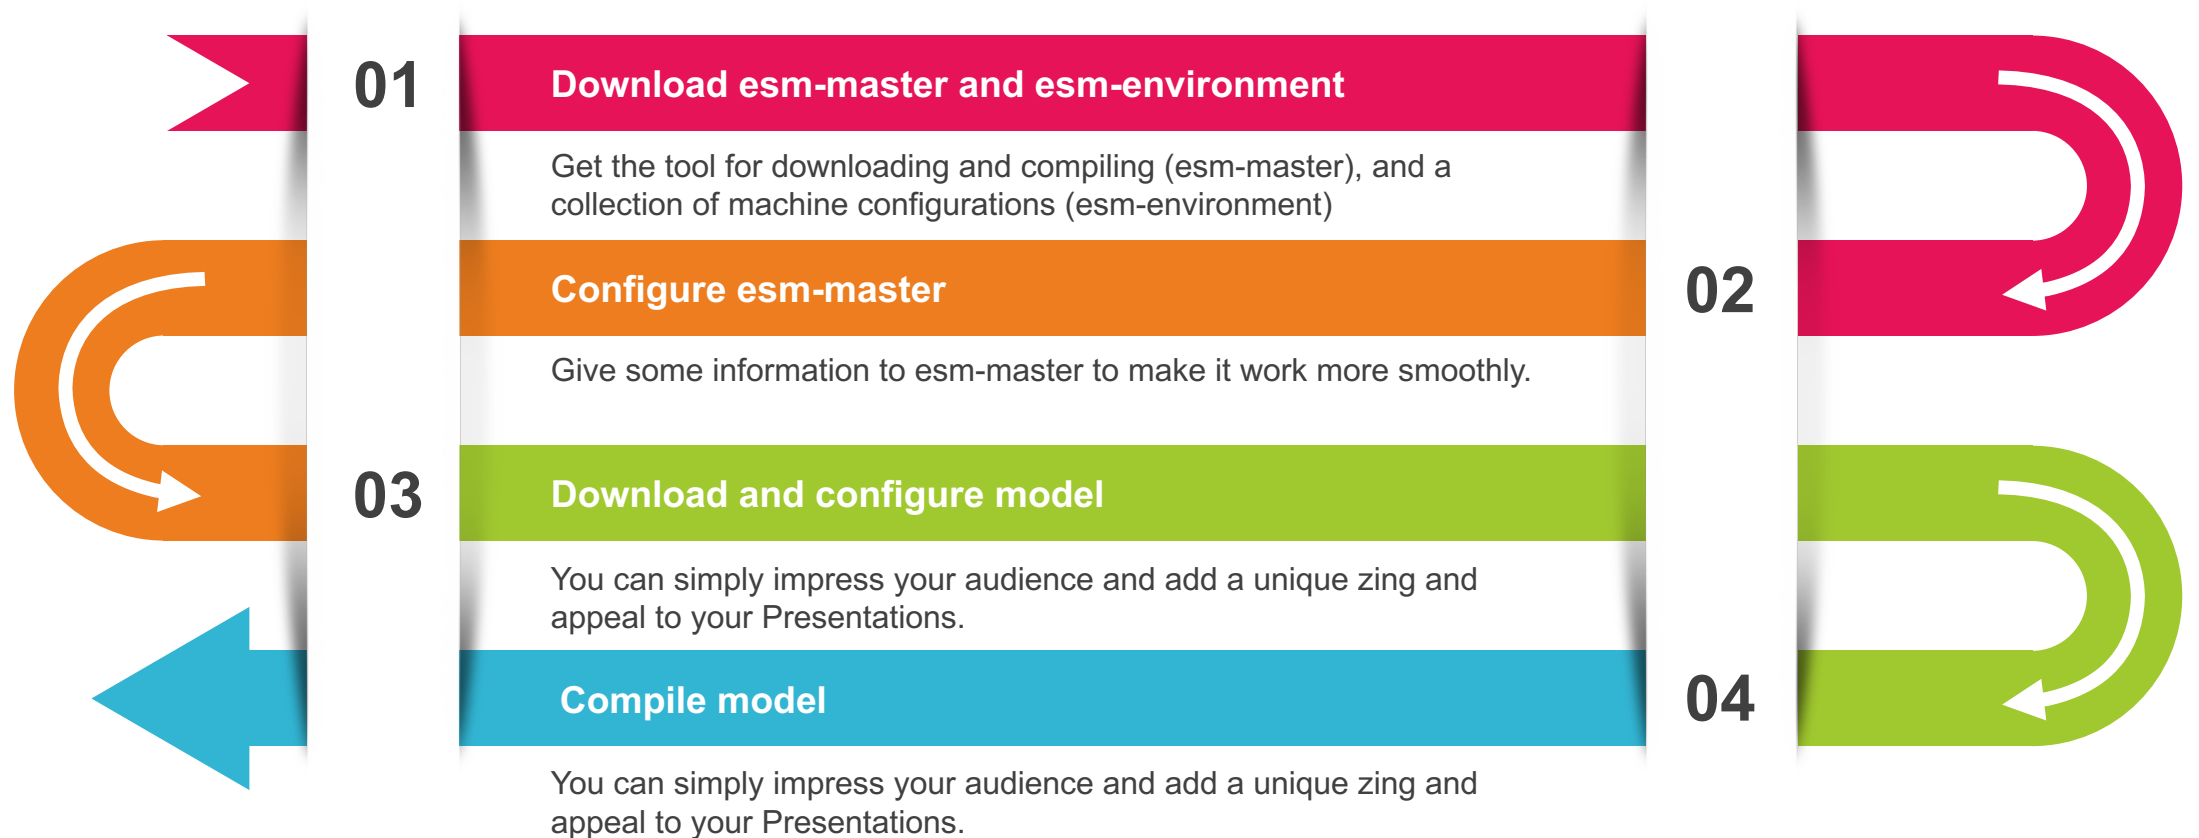 01
Download esm-master and esm-environment
Get the tool for downloading and compiling (esm-master), and a
collection of machine configurations (esm-environment)
Configure esm-master
02
Give some information to esm-master to make it work more smoothly.
03
Download and configure model
You can simply impress your audience and add a unique zing and
appeal to your Presentations.
Compile model
04
You can simply impress your audience and add a unique zing and
appeal to your Presentations.